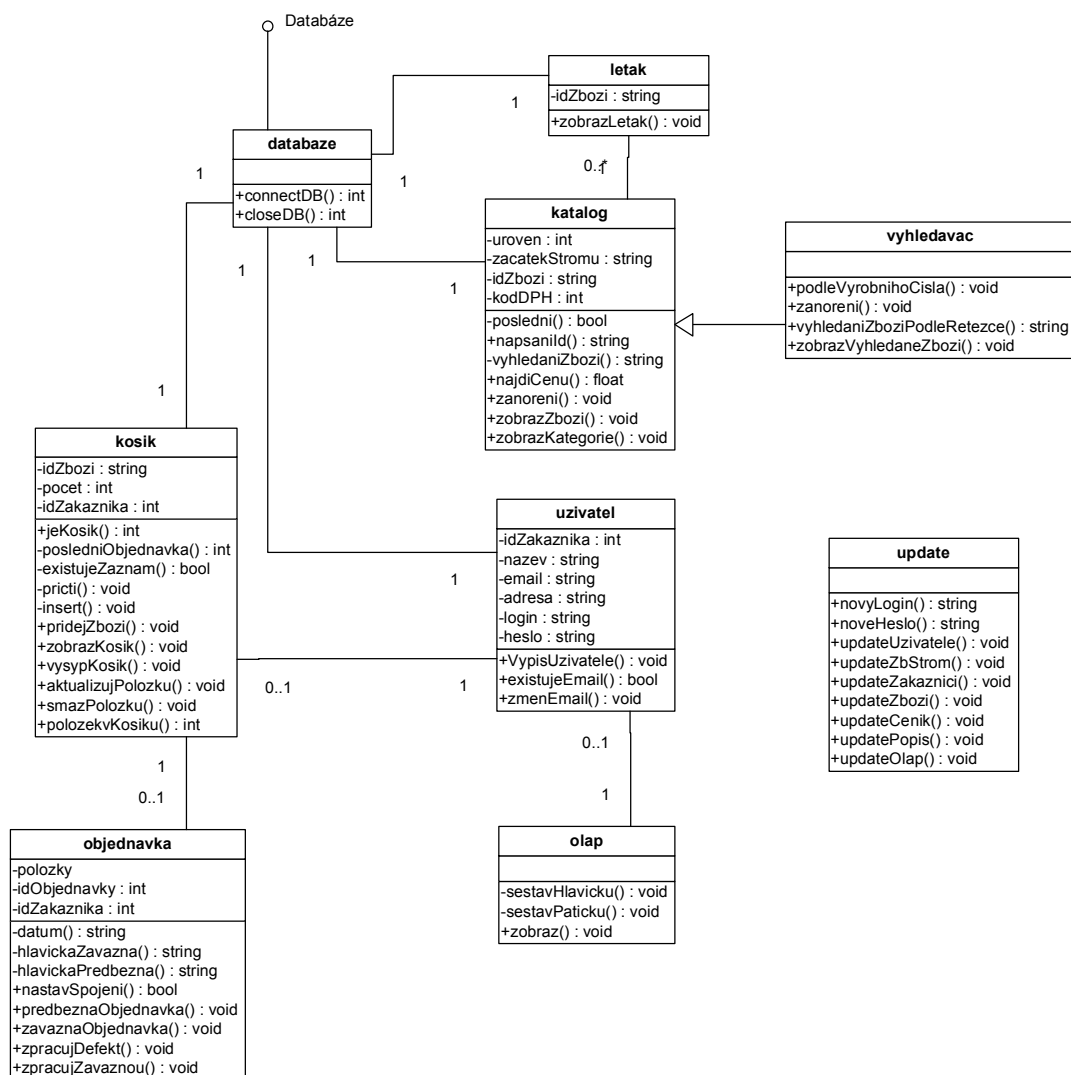 Databáze
letak
-idZbozi : string
+zobrazLetak() : void
1
databaze
+connectDB() : int
+closeDB() : int
1
1
0..*
1
katalog
-uroven : int
-zacatekStromu : string
-idZbozi : string
-kodDPH : int
-posledni() : bool
+napsaniId() : string
-vyhledaniZbozi() : string
+najdiCenu() : float
+zanoreni() : void
+zobrazZbozi() : void
+zobrazKategorie() : void
vyhledavac
+podleVyrobnihoCisla() : void
+zanoreni() : void
+vyhledaniZboziPodleRetezce() : string
+zobrazVyhledaneZbozi() : void
1
1
1
1
kosik
-idZbozi : string
-pocet : int
-idZakaznika : int
+jeKosik() : int
-posledniObjednavka() : int
-existujeZaznam() : bool
-pricti() : void
-insert() : void
+pridejZbozi() : void
+zobrazKosik() : void
+vysypKosik() : void
+aktualizujPolozku() : void
+smazPolozku() : void
+polozekvKosiku() : int
uzivatel
-idZakaznika : int
-nazev : string
-email : string
-adresa : string
-login : string
-heslo : string
+VypisUzivatele() : void
+existujeEmail() : bool
+zmenEmail() : void
1
0..1
1
update
+novyLogin() : string
+noveHeslo() : string
+updateUzivatele() : void
+updateZbStrom() : void
+updateZakaznici() : void
+updateZbozi() : void
+updateCenik() : void
+updatePopis() : void
+updateOlap() : void
1
0..1
0..1
1
objednavka
-polozky
-idObjednavky : int
-idZakaznika : int
-datum() : string
-hlavickaZavazna() : string
-hlavickaPredbezna() : string
+nastavSpojeni() : bool
+predbeznaObjednavka() : void
+zavaznaObjednavka() : void
+zpracujDefekt() : void
+zpracujZavaznou() : void
olap
-sestavHlavicku() : void
-sestavPaticku() : void
+zobraz() : void